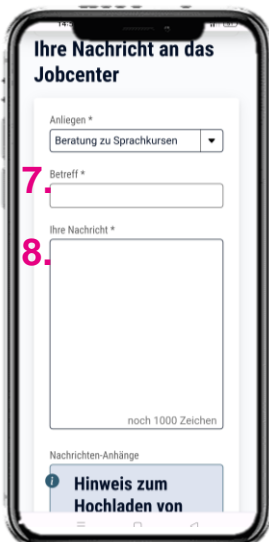 Ihre Nachricht an das
Jobcenter
Anliegen *
Beratung zu Sprachkursen
7.
Betreff *
Ihre Nachricht *
8.
noch 1000 Zeichen
Nachrichten-Anhänge
Hinweis zum
Hochladen von